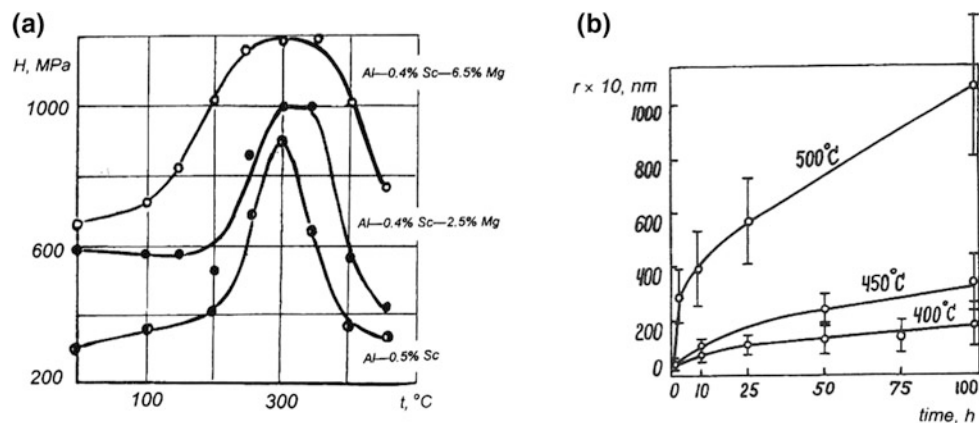 (a)
H, MPa
1000
600
200
100
300
t, °C
Al—0.4% Sc—6.5% Mg
Al—0.4% Sc—2.5% Mg
Al—0.5% Sc
(b)
r × 10, nm
1000
800
600
400
200
0
500°C
450°C
400°C
0
10
25
50
75
100
time, h